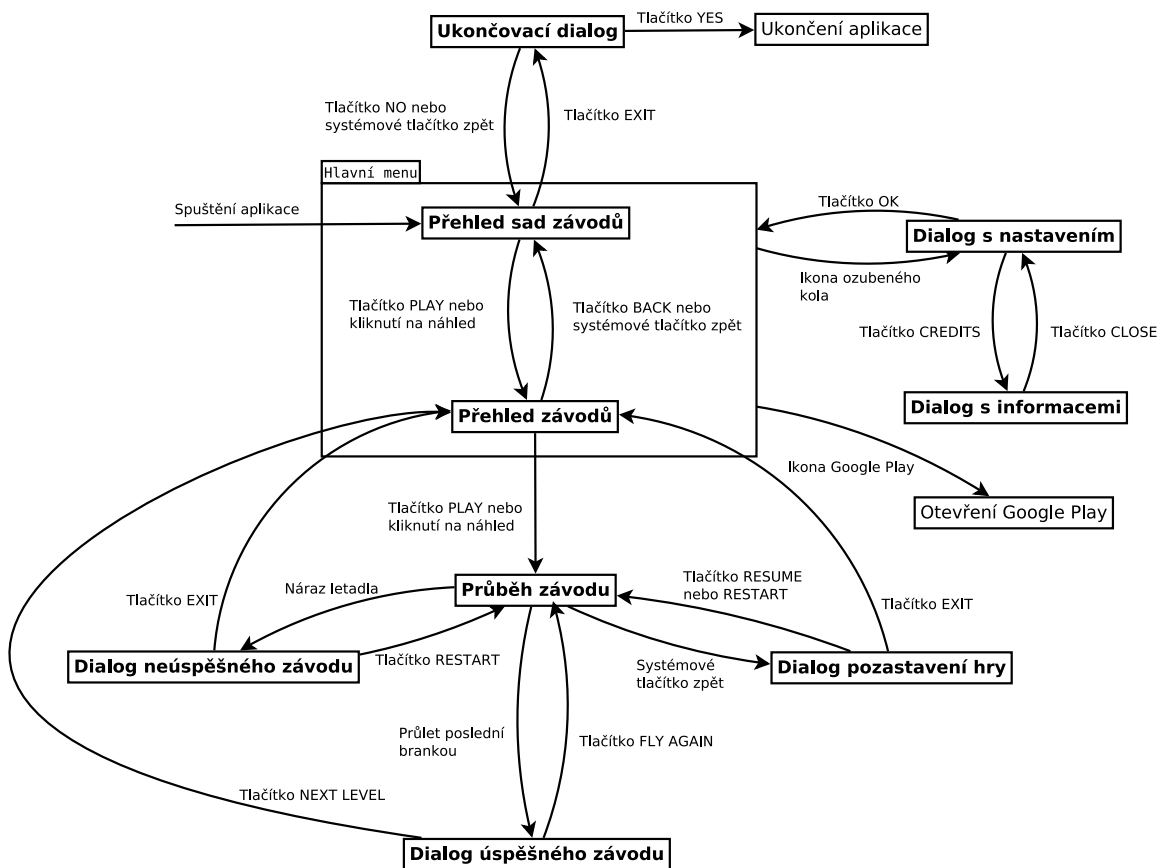 Tlačítko YES
Ukončovací dialog
Ukončení aplikace
Tlačítko NO nebo
systémové tlačítko zpět
Tlačítko EXIT
Hlavní menu
Spuštění aplikace
Přehled sad závodů
Tlačítko OK
Dialog s nastavením
Ikona ozubeného
kola
Tlačítko PLAY nebo
kliknutí na náhled
Tlačítko BACK nebo
systémové tlačítko zpět
Tlačítko CREDITS
Tlačítko CLOSE
Přehled závodů
Dialog s informacemi
Ikona Google Play
Otevření Google Play
Tlačítko PLAY nebo
kliknutí na náhled
Náraz letadla
Průběh závodu
Tlačítko RESUME
nebo RESTART
Tlačítko EXIT
Tlačítko EXIT
Dialog neúspěšného závodu
Tlačítko RESTART
Systémové
tlačítko zpět
Dialog pozastavení hry
Průlet poslední
brankou
Tlačítko FLY AGAIN
Tlačítko NEXT LEVEL
Dialog úspěšného závodu